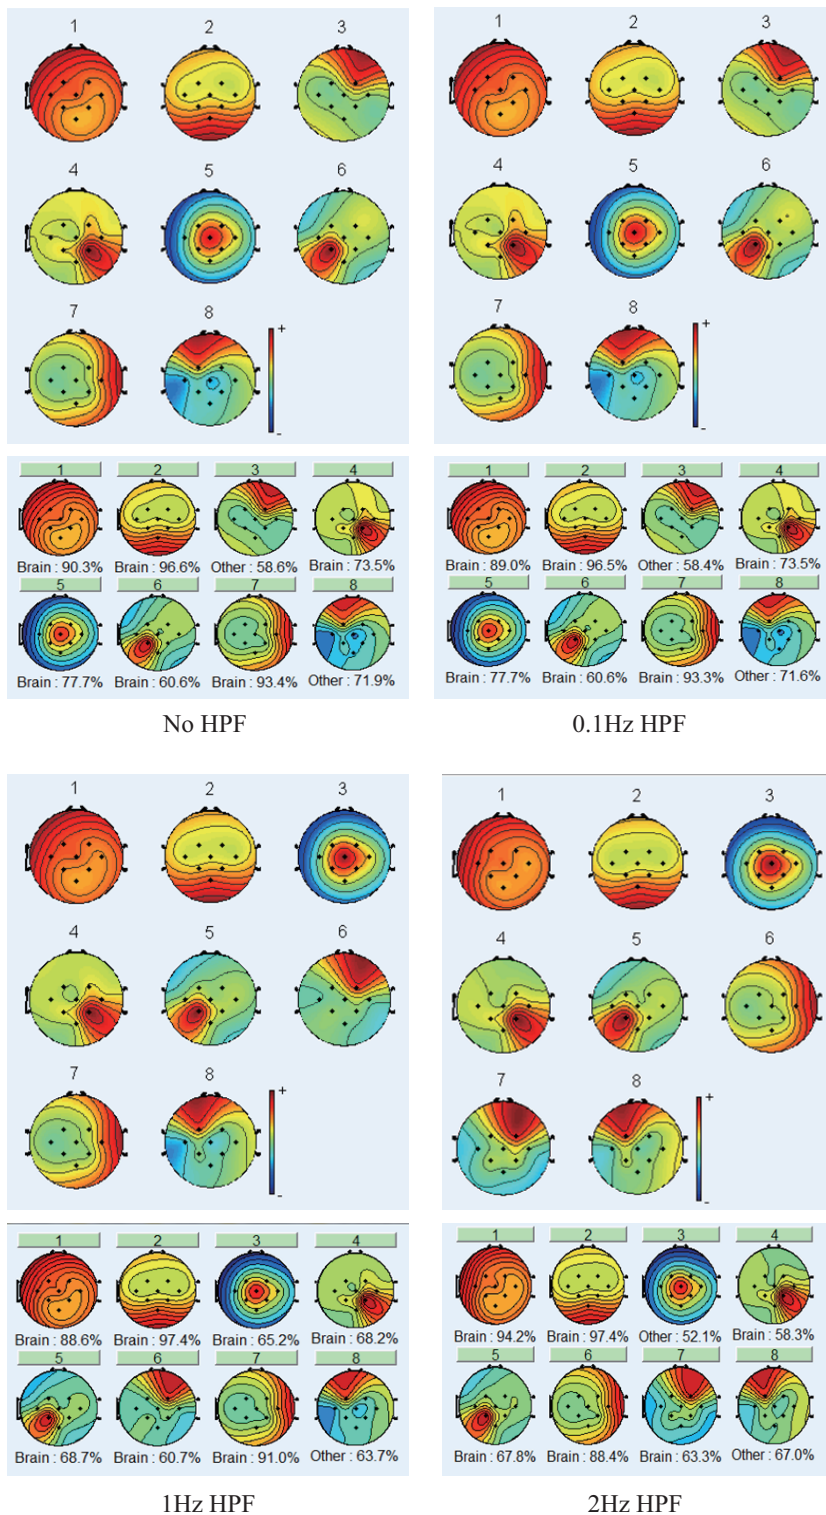 1 2 3
4 5 6
7 8
+
-
1 2 3 4
Brain : 90.3% Brain : 96.6% Other : 58.6% Brain : 73.5%
5 6 7 8
Brain : 77.7% Brain : 60.6% Brain : 93.4% Other : 71.9%
No HPF
1 2 3
4 5 6
7 8
+
-
1 2 3 4
Brain : 89.0% Brain : 96.5% Other : 58.4% Brain : 73.5%
5 6 7 8
Brain : 77.7% Brain : 60.6% Brain : 93.3% Other : 71.6%
0.1Hz HPF
1 2 3
4 5 6
7 8
+
-
1 2 3 4
Brain : 88.6% Brain : 97.4% Brain : 65.2% Brain : 68.2%
5 6 7 8
Brain : 68.7% Brain : 60.7% Brain : 91.0% Other : 63.7%
1Hz HPF
1 2 3
4 5 6
7 8
+
-
1 2 3 4
Brain : 94.2% Brain : 97.4% Other : 52.1% Brain : 58.3%
5 6 7 8
Brain : 67.8% Brain : 88.4% Brain : 63.3% Other : 67.0%
2Hz HPF